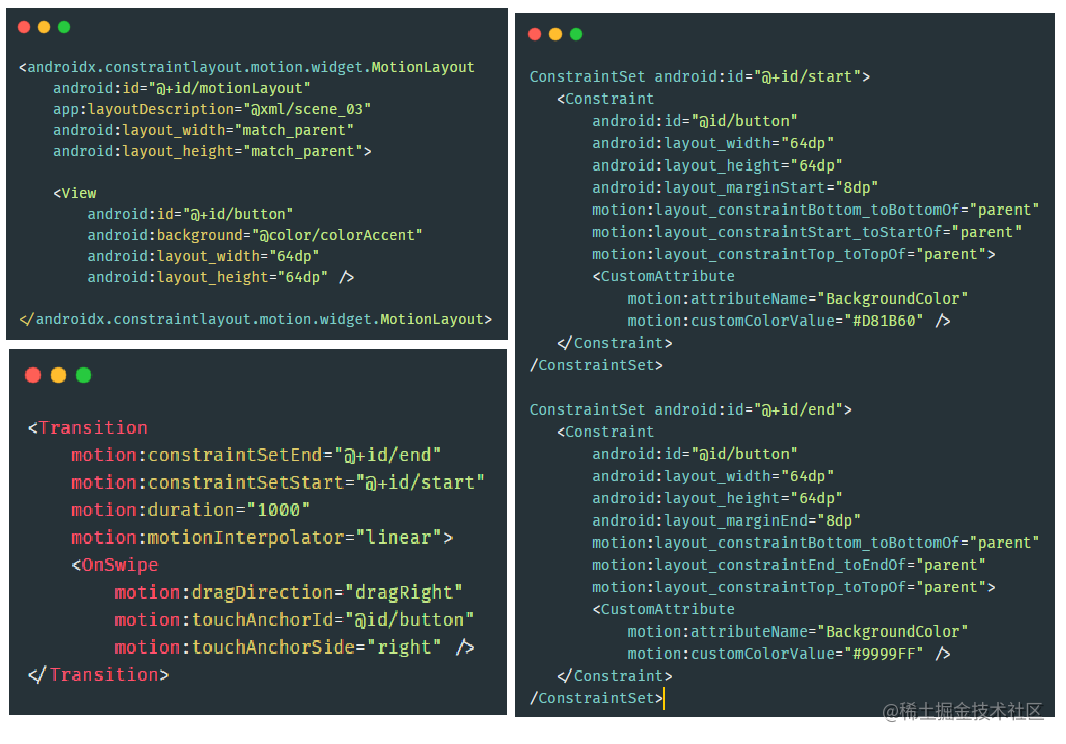 <androidx.constraintlayout.motion.widget.MotionLayout
    android:id="@+id/motionLayout"
    app:layoutDescription="@xml/scene_03"
    android:layout_width="match_parent"
    android:layout_height="match_parent">
    <View
        android:id="@+id/button"
        android:background="@color/colorAccent"
        android:layout_width="64dp"
        android:layout_height="64dp" />
</androidx.constraintlayout.motion.widget.MotionLayout>
<Transition
    motion:constraintSetEnd="@+id/end"
    motion:constraintSetStart="@+id/start"
    motion:duration="1000"
    motion:motionInterpolator="linear">
    <OnSwipe
        motion:dragDirection="dragRight"
        motion:touchAnchorId="@id/button"
        motion:touchAnchorSide="right" />
</Transition>
ConstraintSet android:id="@+id/start">
    <Constraint
        android:id="@id/button"
        android:layout_width="64dp"
        android:layout_height="64dp"
        android:layout_marginStart="8dp"
        motion:layout_constraintBottom_toBottomOf="parent"
        motion:layout_constraintStart_toStartOf="parent"
        motion:layout_constraintTop_toTopOf="parent">
        <CustomAttribute
            motion:attributeName="BackgroundColor"
            motion:customColorValue="#D81B60" />
    </Constraint>
/ConstraintSet>
ConstraintSet android:id="@+id/end">
    <Constraint
        android:id="@id/button"
        android:layout_width="64dp"
        android:layout_height="64dp"
        android:layout_marginEnd="8dp"
        motion:layout_constraintBottom_toBottomOf="parent"
        motion:layout_constraintEnd_toEndOf="parent"
        motion:layout_constraintTop_toTopOf="parent">
        <CustomAttribute
            motion:attributeName="BackgroundColor"
            motion:customColorValue="#9999FF" />
    </Constraint>
/ConstraintSet>
@稀土掘金技术社区